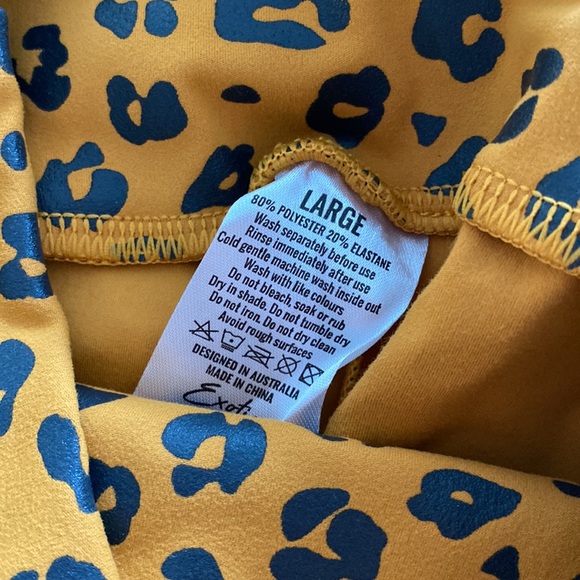 LARGE
80% POLYESTER 20% ELASTANE
Wash separately before use
Rinse immediately after use
Cold gentle machine wash inside out
Wash with like colours
Do not bleach, soak or rub
Dry in shade. Do not tumble dry
Do not iron. Do not dry clean
Avoid rough surfaces
DESIGNED IN AUSTRALIA
MADE IN CHINA